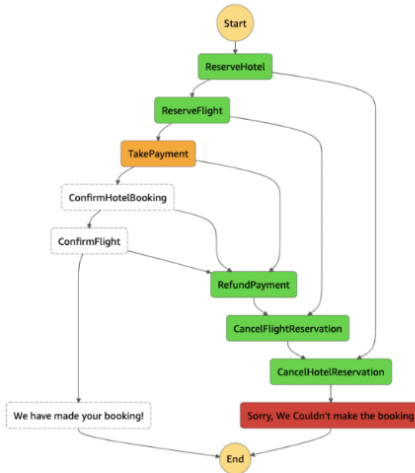 Start
ReserveHotel
ReserveFlight
TakePayment
ConfirmHotelBooking
ConfirmFlight
RefundPayment
CancelFlightReservation
CancelHotelReservation
We have made your booking!
Sorry, We Couldn't make the booking
End